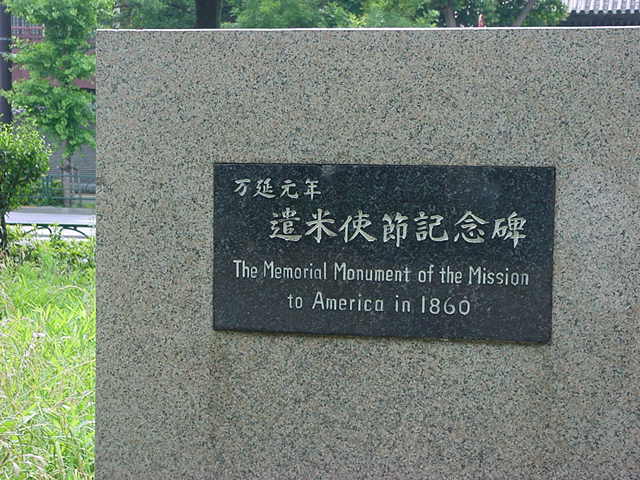 万延元年
遣米使節記念碑
The Memorial Monument of the Mission
to America in 1860